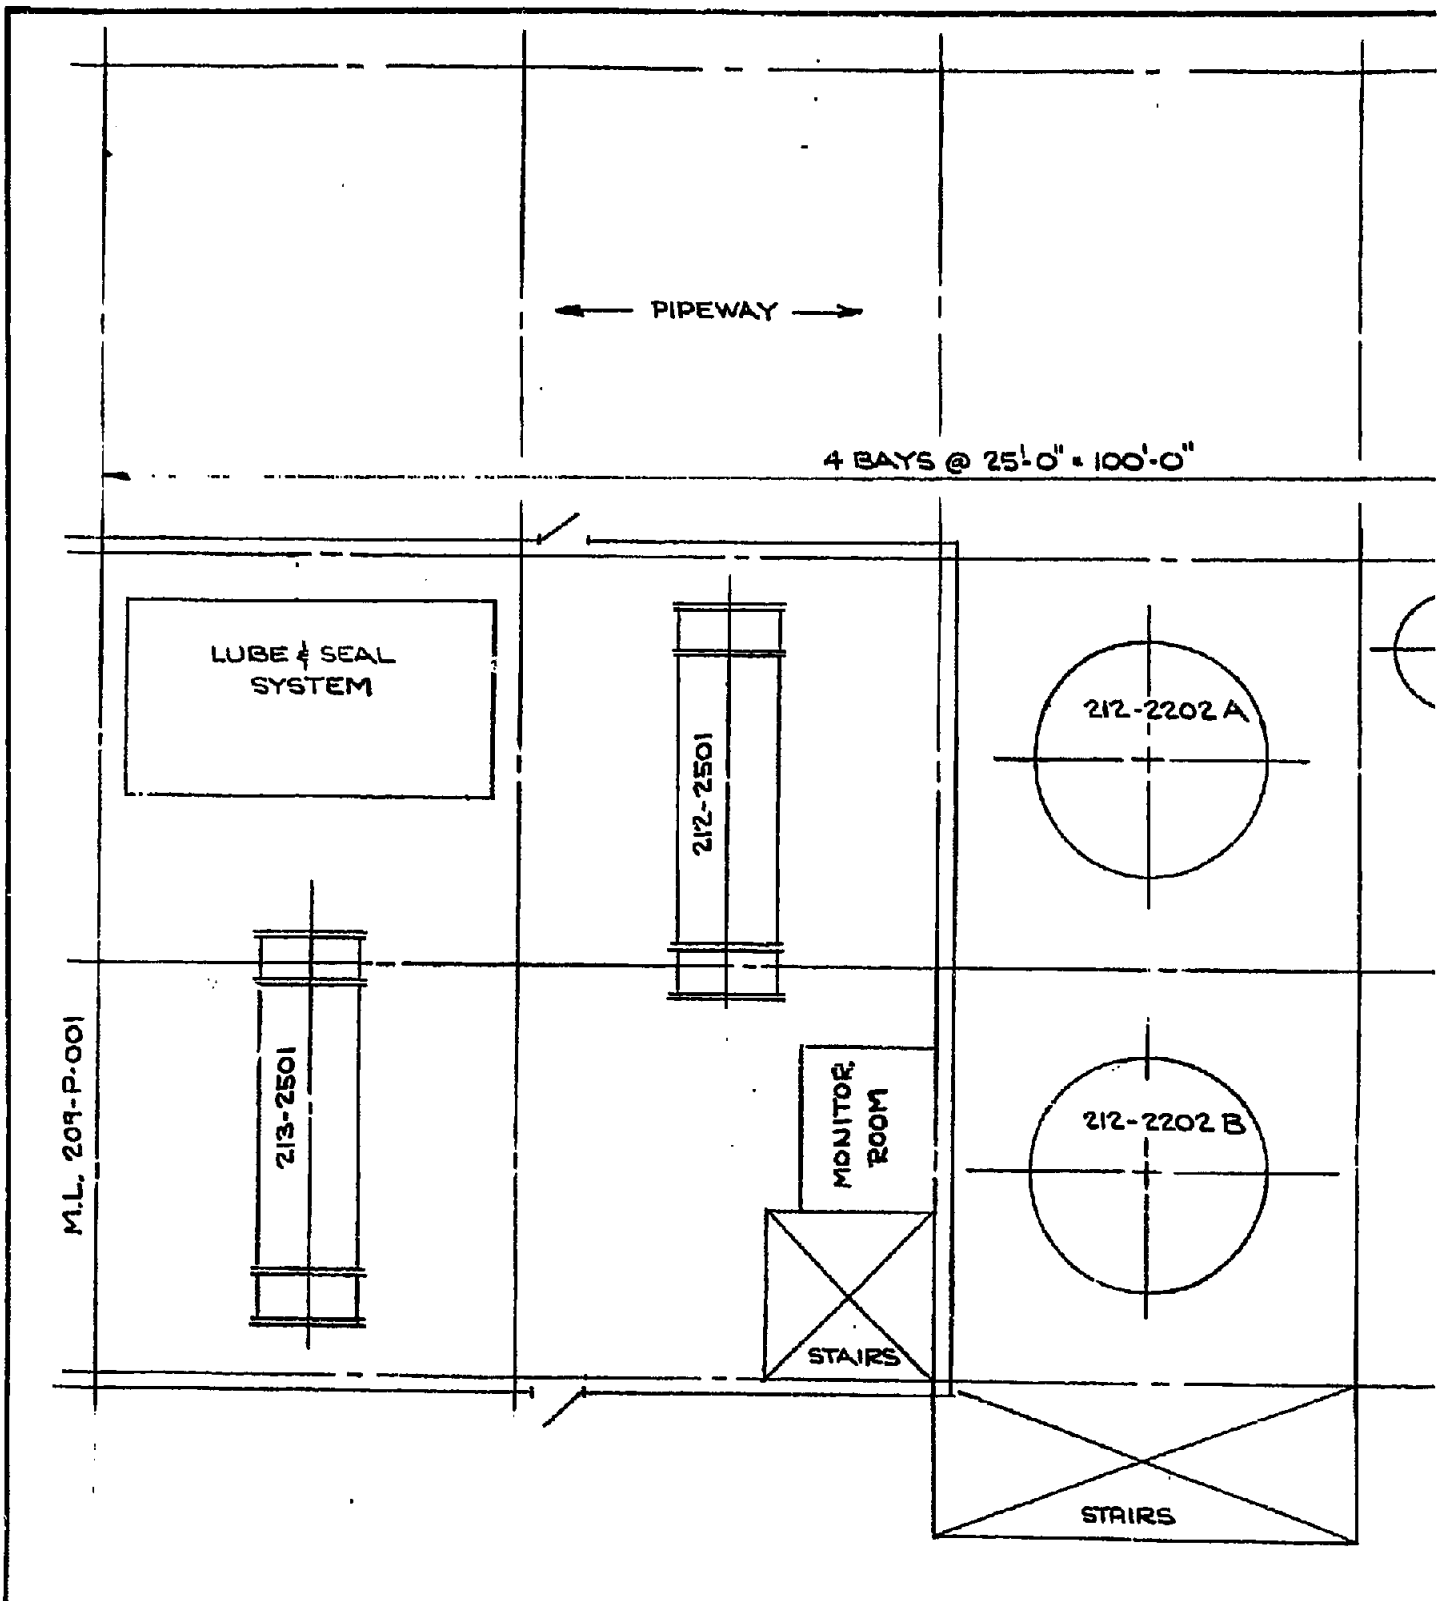 PIPEWAY
4 BAYS @ 25'-0" = 100'-0"
LUBE & SEAL
SYSTEM
212-2501
212-2202 A
213-2501
M.L. 209-P-001
MONITOR
ROOM
212-2202 B
STAIRS
STAIRS